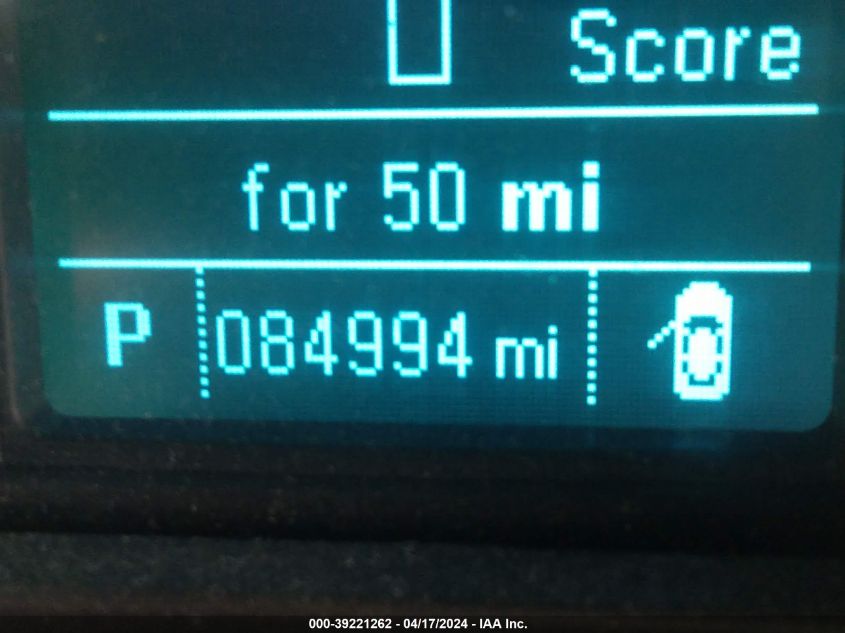 Score
for 50 mi
P 084994 mi
000-39221262 - 04/17/2024 - IAA Inc.